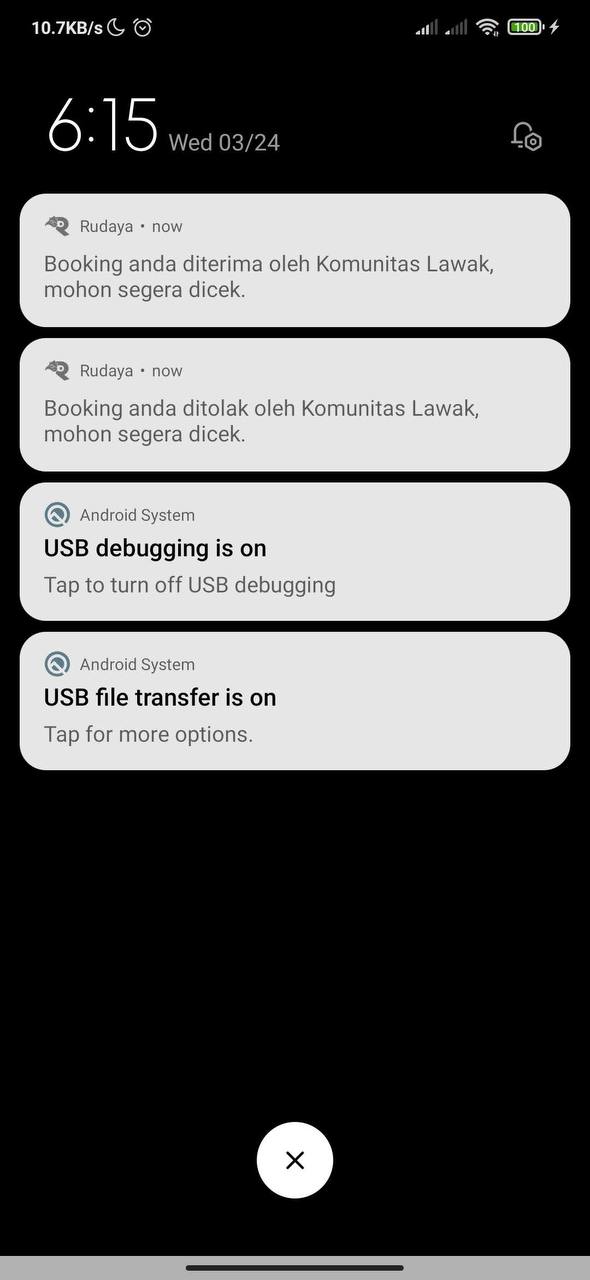 10.7KB/s 100
6:15 Wed 03/24
Rudaya • now
Booking anda diterima oleh Komunitas Lawak,
mohon segera dicek.
Rudaya • now
Booking anda ditolak oleh Komunitas Lawak,
mohon segera dicek.
Android System
USB debugging is on
Tap to turn off USB debugging
Android System
USB file transfer is on
Tap for more options.